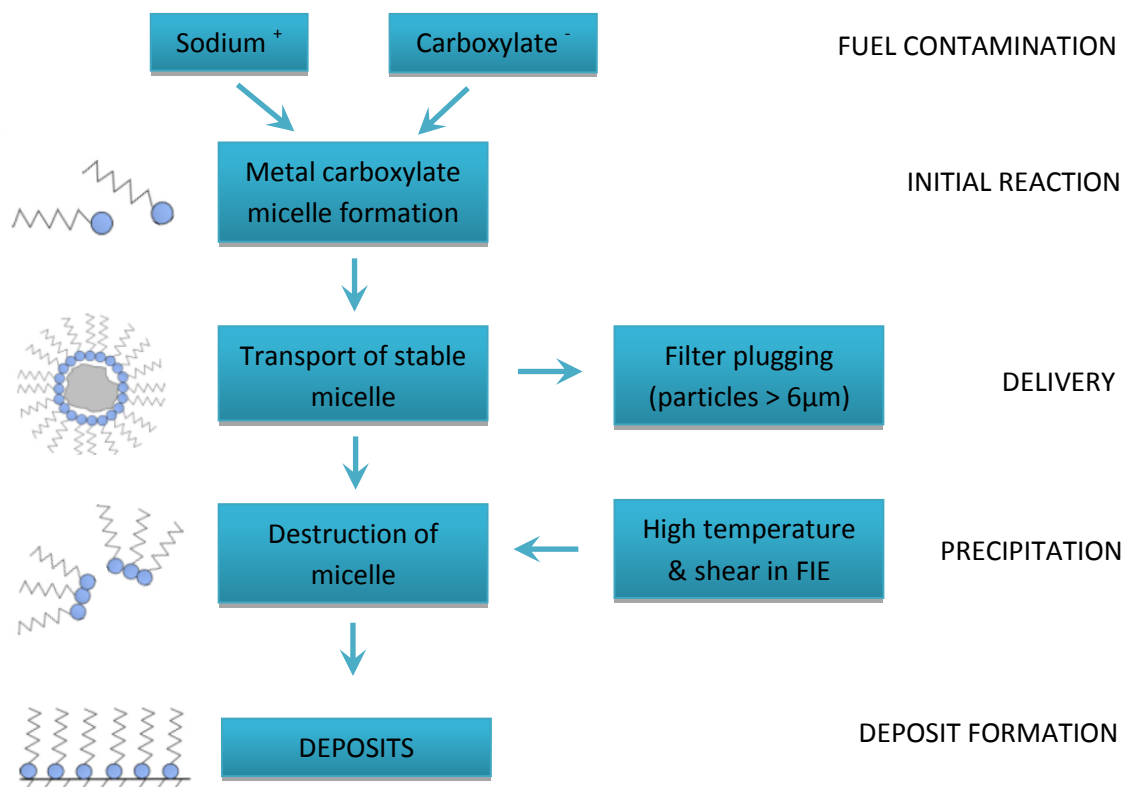 Sodium ⁺
Carboxylate ⁻
FUEL CONTAMINATION
Metal carboxylate
micelle formation
INITIAL REACTION
Transport of stable
micelle
Filter plugging
(particles > 6µm)
DELIVERY
Destruction of
micelle
High temperature
& shear in FIE
PRECIPITATION
DEPOSITS
DEPOSIT FORMATION